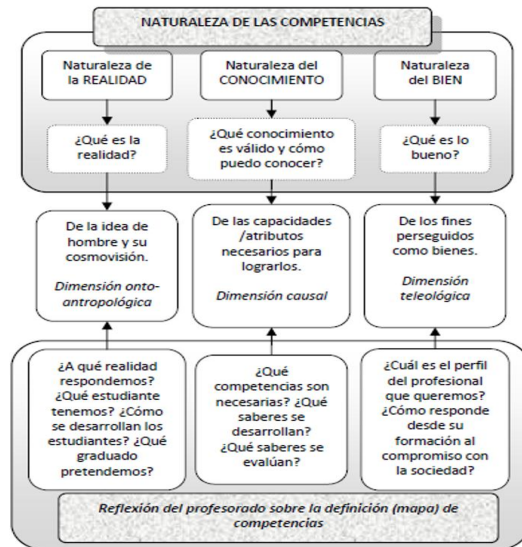 NATURALEZA DE LAS COMPETENCIAS
Naturaleza de
la REALIDAD
Naturaleza del
CONOCIMIENTO
Naturaleza
del BIEN
¿Qué es la
realidad?
¿Qué conocimiento
es válido y cómo
puedo conocer?
¿Qué es lo
bueno?
De la idea de
hombre y su
cosmovisión.
Dimensión onto-
antropológica
De las capacidades
/atributos
necesarios para
lograrlos.
Dimensión causal
De los fines
perseguidos
como bienes.
Dimensión
teleológica
¿A qué realidad
respondemos?
¿Qué estudiante
tenemos? ¿Cómo
se desarrollan los
estudiantes? ¿Qué
graduado
pretendemos?
¿Qué
competencias son
necesarias? ¿Qué
saberes se
desarrollan?
¿Qué saberes se
evalúan?
¿Cuál es el perfil
del profesional
que queremos?
¿Cómo responde
desde su
formación al
compromiso con
la sociedad?
Reflexión del profesorado sobre la definición (mapa) de
competencias